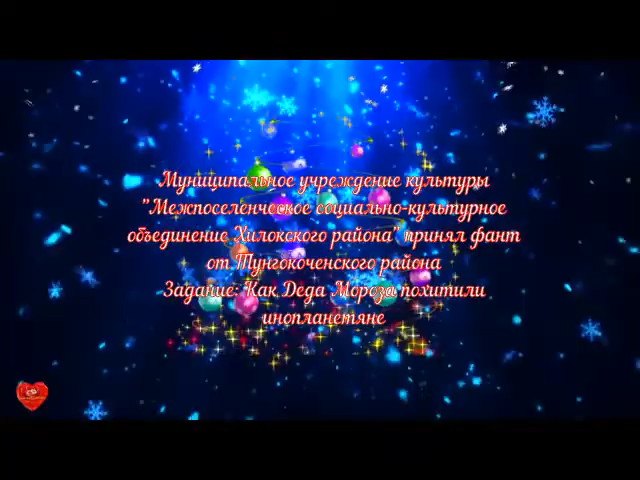 Муниципальное учреждение культуры
"Межпоселенческое социально-культурное
объединение Хилокского района" принял фант
от Тунгокоченского района
Задание: Как Деда Мороза похитили
инопланетяне